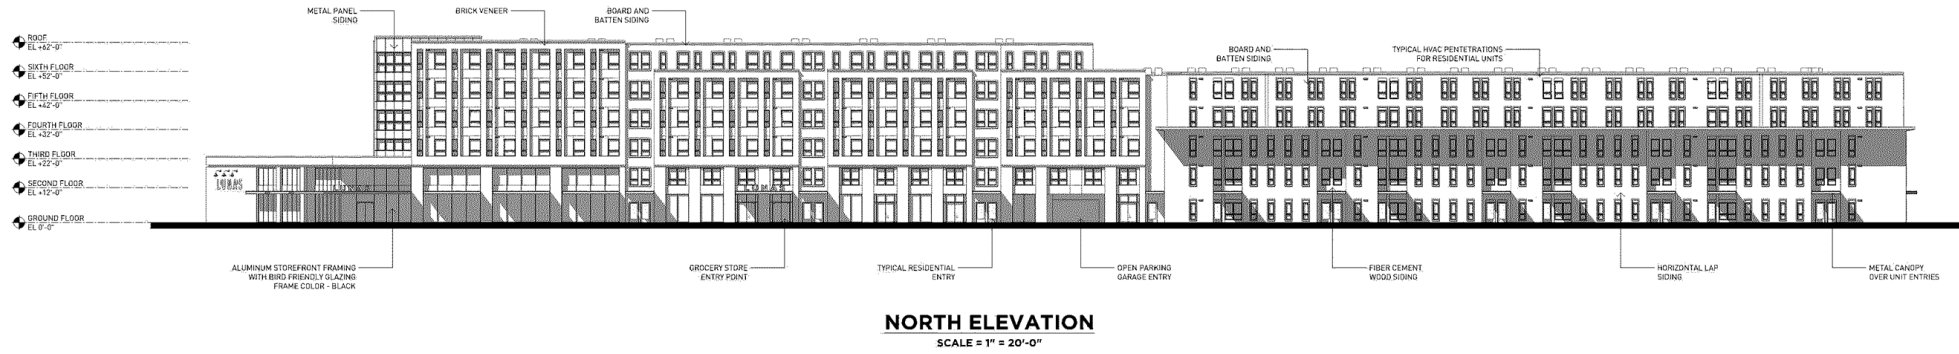 METAL PANEL
SIDING
BRICK VENEER
BOARD AND
BATTEN SIDING
ROOF
EL +62'-0"
SIXTH FLOOR
EL +52'-0"
FIFTH FLOOR
EL +42'-0"
FOURTH FLOOR
EL +32'-0"
THIRD FLOOR
EL +22'-0"
SECOND FLOOR
EL +12'-0"
GROUND FLOOR
EL 0'-0"
BOARD AND
BATTEN SIDING
TYPICAL HVAC PENTETRATIONS
FOR RESIDENTIAL UNITS
LUNAS
LUNAS
LUNAS
ALUMINUM STOREFRONT FRAMING
WITH BIRD FRIENDLY GLAZING
FRAME COLOR - BLACK
GROCERY STORE
ENTRY POINT
TYPICAL RESIDENTIAL
ENTRY
OPEN PARKING
GARAGE ENTRY
FIBER CEMENT
WOOD SIDING
HORIZONTAL LAP
SIDING
METAL CANOPY
OVER UNIT ENTRIES
NORTH ELEVATION
SCALE = 1" = 20'-0"